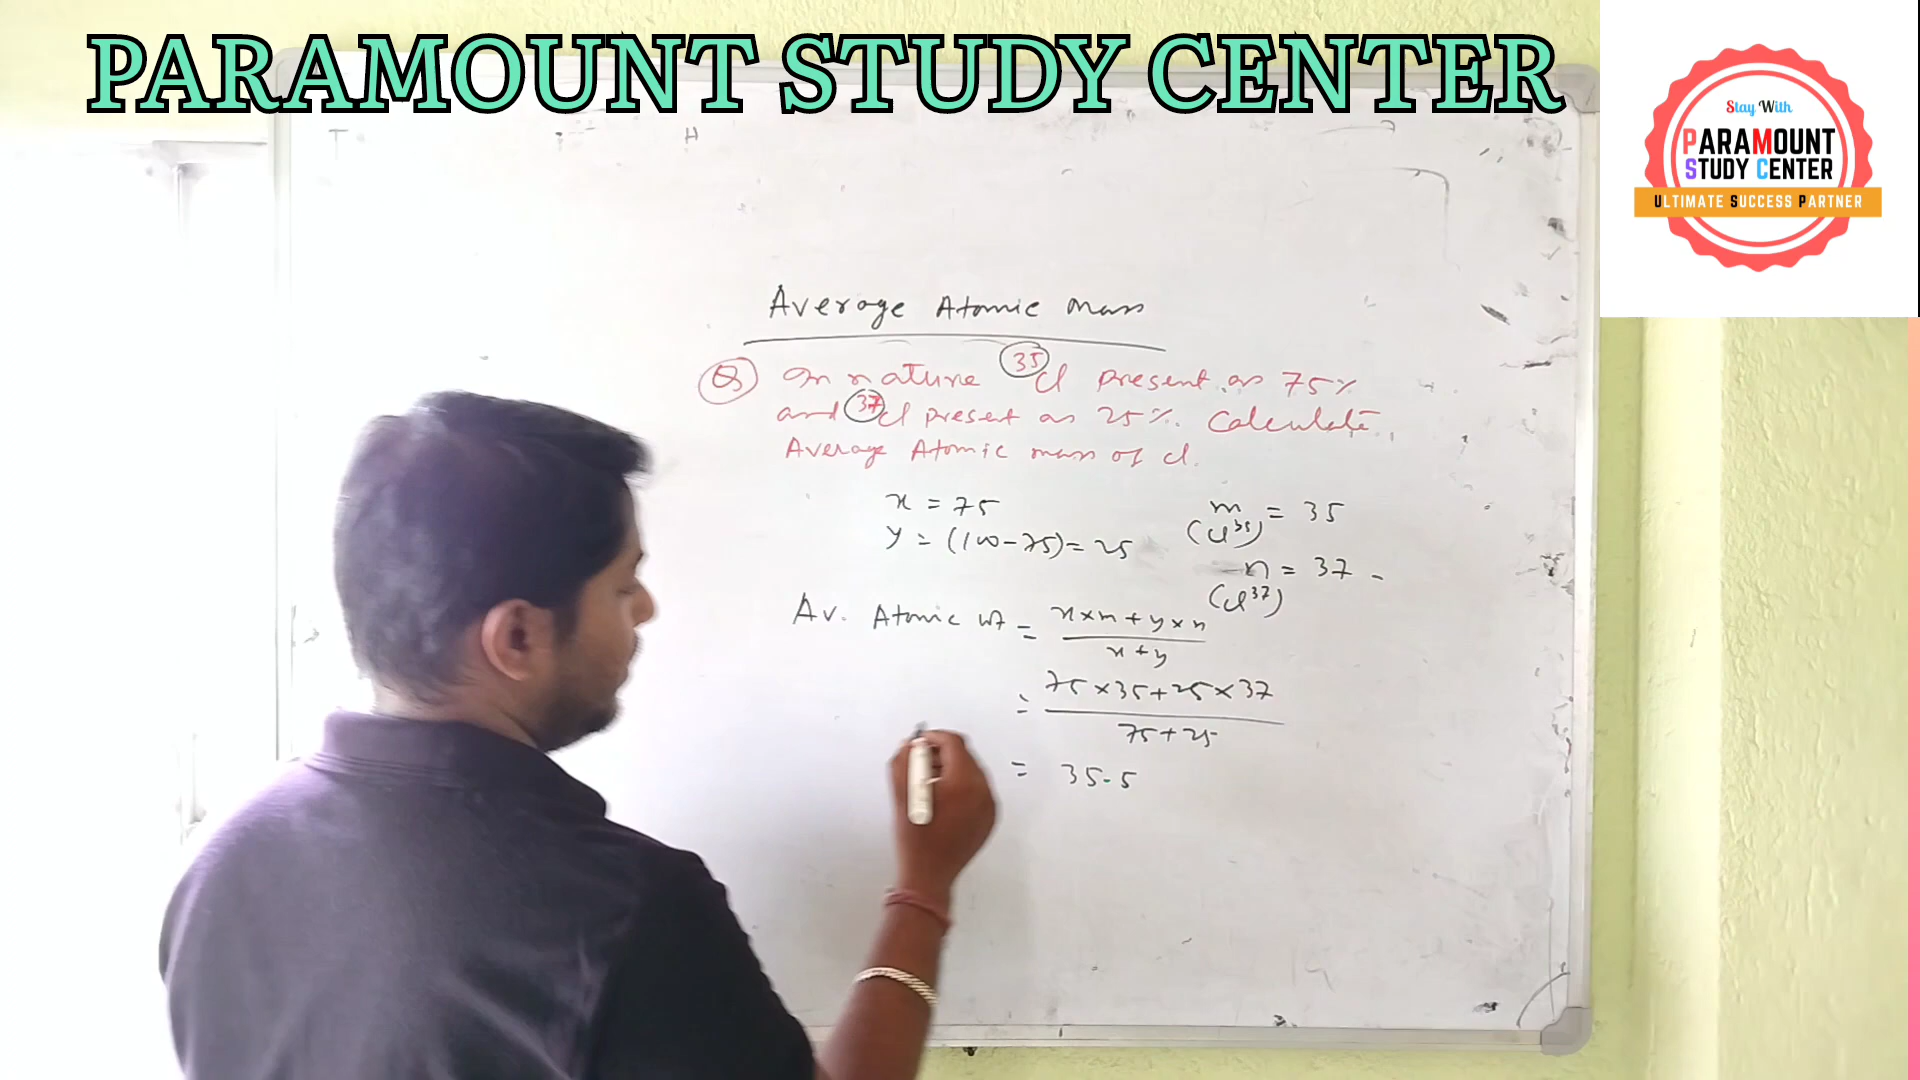 PARAMOUNT STUDY CENTER
Stay With
PARAMOUNT
STUDY CENTER
ULTIMATE SUCCESS PARTNER
T H
Average Atomic Mass
Q In nature 35Cl present as 75%
and 37Cl present as 25%. Calculate
Average Atomic mass of Cl.
x = 75
y = (100-75) = 25
m = 35
(Cl35)
n = 37
(Cl37)
Av. Atomic wt = x×m + y×n
x + y
= 75×35+25×37
75+25
= 35.5